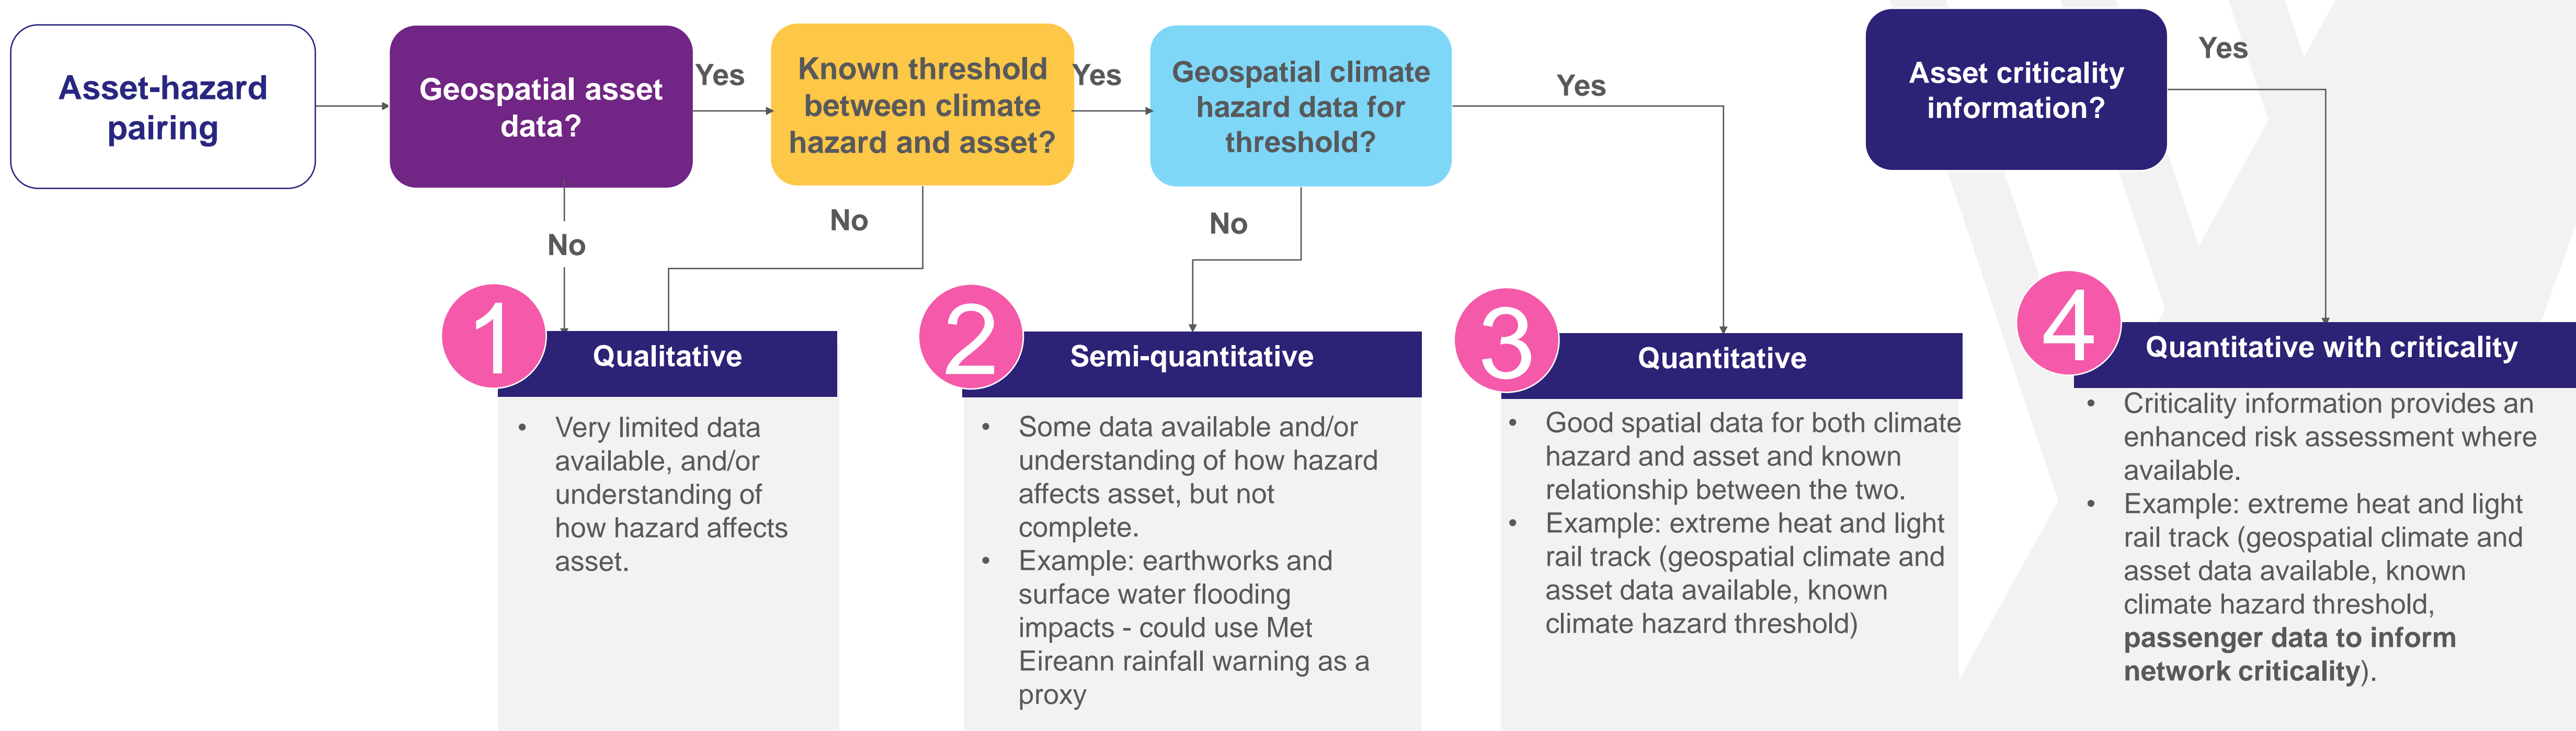 Asset-hazard
pairing
Geospatial asset
data?
Yes
Known threshold
between climate
hazard and asset?
Yes
Geospatial climate
hazard data for
threshold?
Yes
Asset criticality
information?
Yes
No
No
No
1
Qualitative
• Very limited data
available, and/or
understanding of
how hazard affects
asset.
2
Semi-quantitative
• Some data available and/or
understanding of how hazard
affects asset, but not
complete.
• Example: earthworks and
surface water flooding
impacts - could use Met
Eireann rainfall warning as a
proxy
3
Quantitative
• Good spatial data for both climate
hazard and asset and known
relationship between the two.
• Example: extreme heat and light
rail track (geospatial climate and
asset data available, known
climate hazard threshold)
4
Quantitative with criticality
• Criticality information provides an
enhanced risk assessment where
available.
• Example: extreme heat and light
rail track (geospatial climate and
asset data available, known
climate hazard threshold,
passenger data to inform
network criticality).